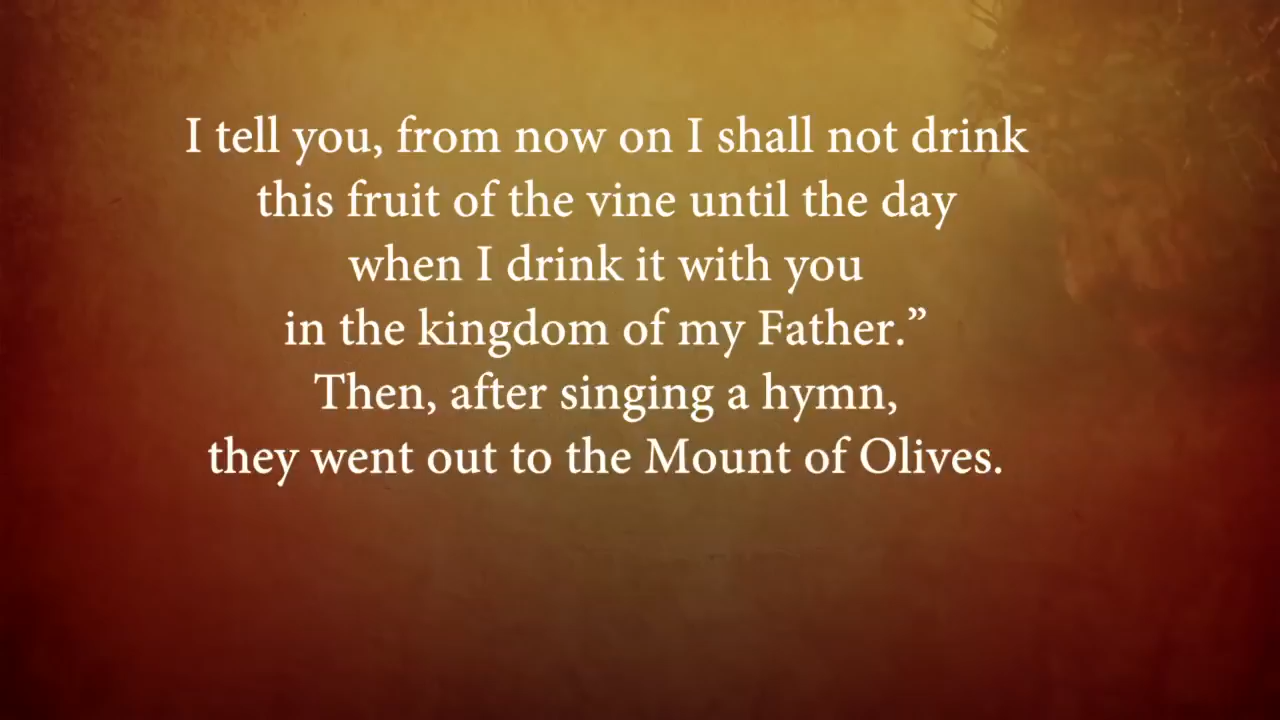 I tell you, from now on I shall not drink
this fruit of the vine until the day
when I drink it with you
in the kingdom of my Father.”
Then, after singing a hymn,
they went out to the Mount of Olives.